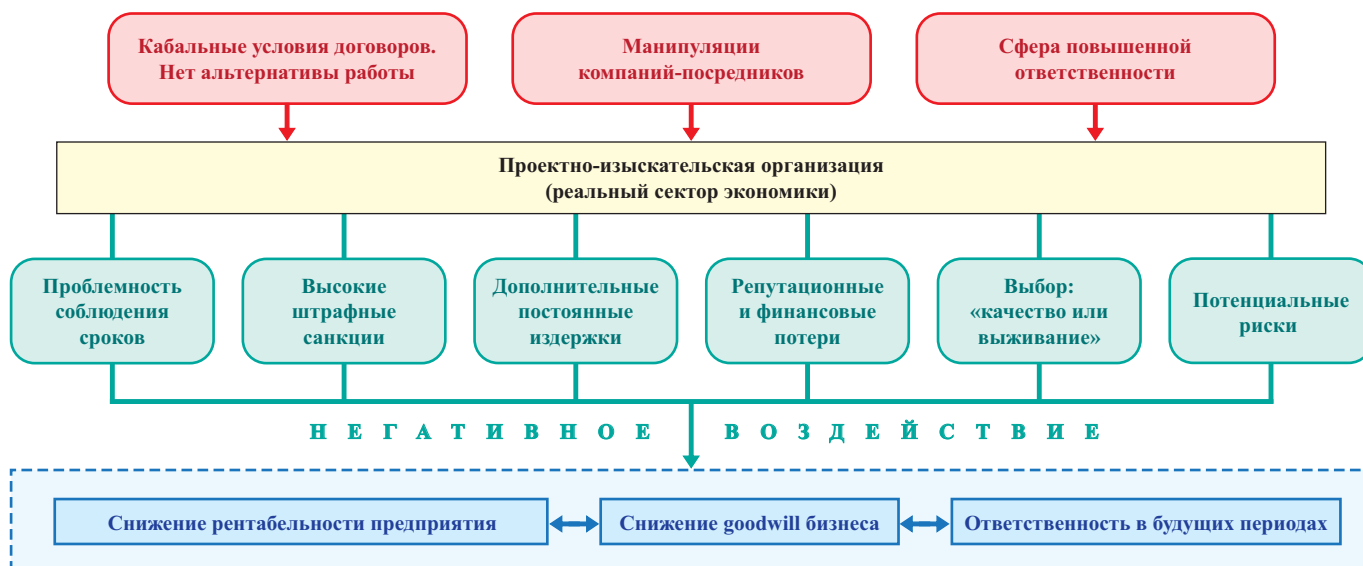 Кабальные условия договоров.
Нет альтернативы работы
Манипуляции
компаний-посредников
Сфера повышенной
ответственности
Проектно-изыскательская организация
(реальный сектор экономики)
Проблемность
соблюдения
сроков
Высокие
штрафные
санкции
Дополнительные
постоянные
издержки
Репутационные
и финансовые
потери
Выбор:
«качество или
выживание»
Потенциальные
риски
НЕГАТИВНОЕ ВОЗДЕЙСТВИЕ
Снижение рентабельности предприятия
Снижение goodwill бизнеса
Ответственность в будущих периодах